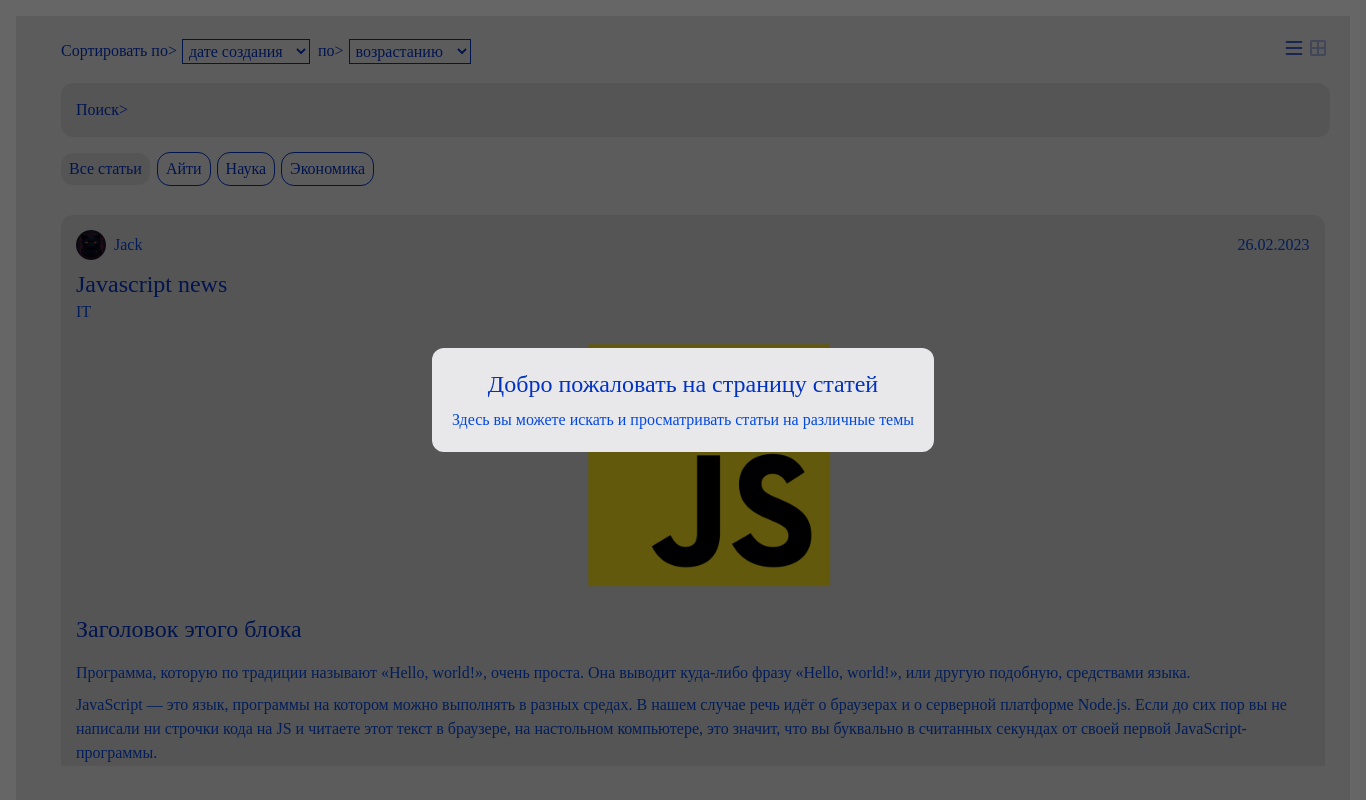 Сортировать по> дате создания по> возрастанию
Поиск>
Все статьи Айти Наука Экономика
Jack 26.02.2023
Javascript news
IT
Добро пожаловать на страницу статей
Здесь вы можете искать и просматривать статьи на различные темы
JS
Заголовок этого блока
Программа, которую по традиции называют «Hello, world!», очень проста. Она выводит куда-либо фразу «Hello, world!», или другую подобную, средствами языка.
JavaScript — это язык, программы на котором можно выполнять в разных средах. В нашем случае речь идёт о браузерах и о серверной платформе Node.js. Если до сих пор вы не
написали ни строчки кода на JS и читаете этот текст в браузере, на настольном компьютере, это значит, что вы буквально в считанных секундах от своей первой JavaScript-
программы.